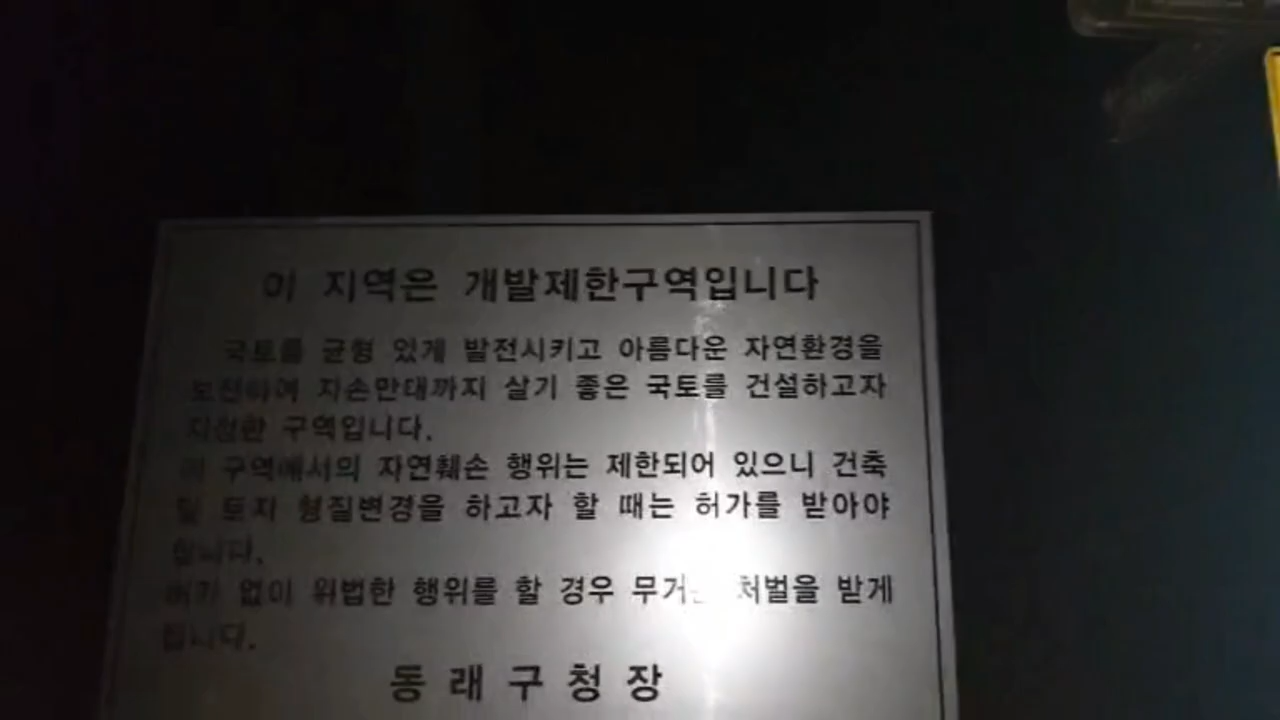 이 지역은 개발제한구역입니다
국토를 균형 있게 발전시키고 아름다운 자연환경을
보전하여 자손만대까지 살기 좋은 국토를 건설하고자
지정한 구역입니다.
이 구역에서의 자연훼손 행위는 제한되어 있으니 건축
및 토지 형질변경을 하고자 할 때는 허가를 받아야
합니다.
허가 없이 위법한 행위를 할 경우 무거운 처벌을 받게
됩니다.
동래구청장